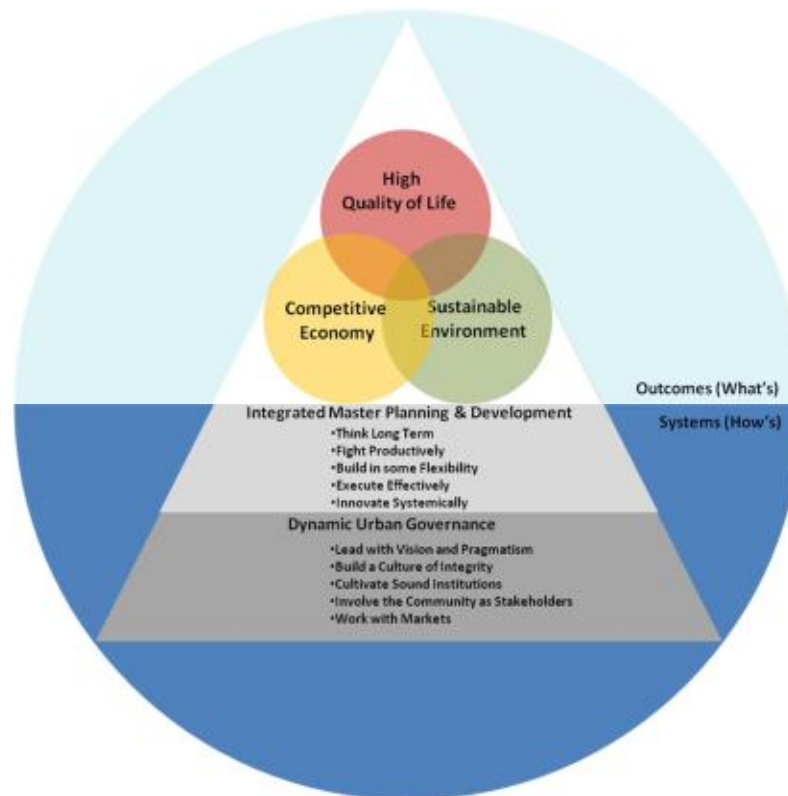 High
Quality of Life
Competitive
Economy
Sustainable
Environment
Outcomes (What's)
Systems (How's)
Integrated Master Planning & Development
•Think Long Term
•Fight Productively
•Build in some Flexibility
•Execute Effectively
•Innovate Systemically
Dynamic Urban Governance
•Lead with Vision and Pragmatism
•Build a Culture of Integrity
•Cultivate Sound Institutions
•Involve the Community as Stakeholders
•Work with Markets